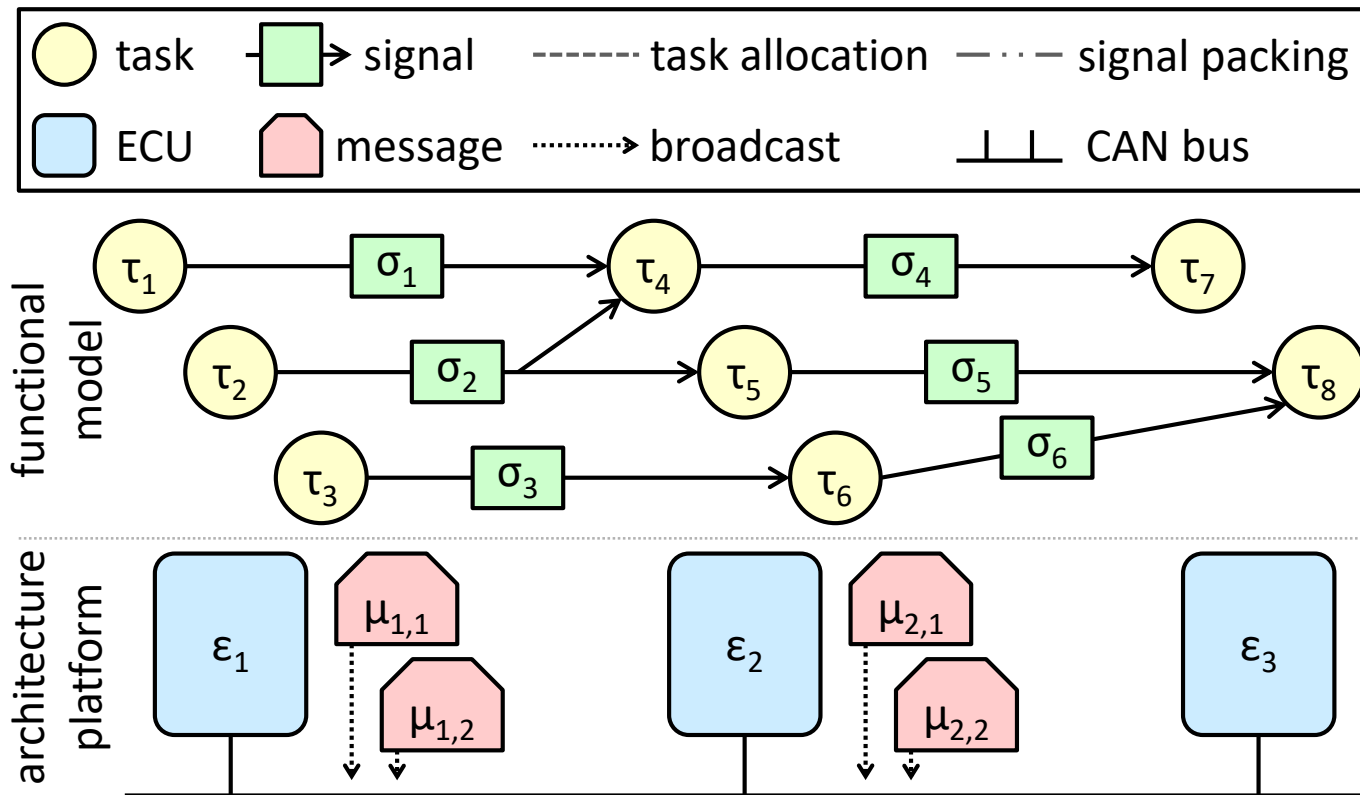 task signal task allocation signal packing
ECU message broadcast CAN bus
functional
model
τ1 σ1 τ4 σ4 τ7
τ2 σ2 τ5 σ5 τ8
τ3 σ3 τ6 σ6
architecture
platform
ε1 μ1,1 ε2 μ2,1 ε3
μ1,2 μ2,2